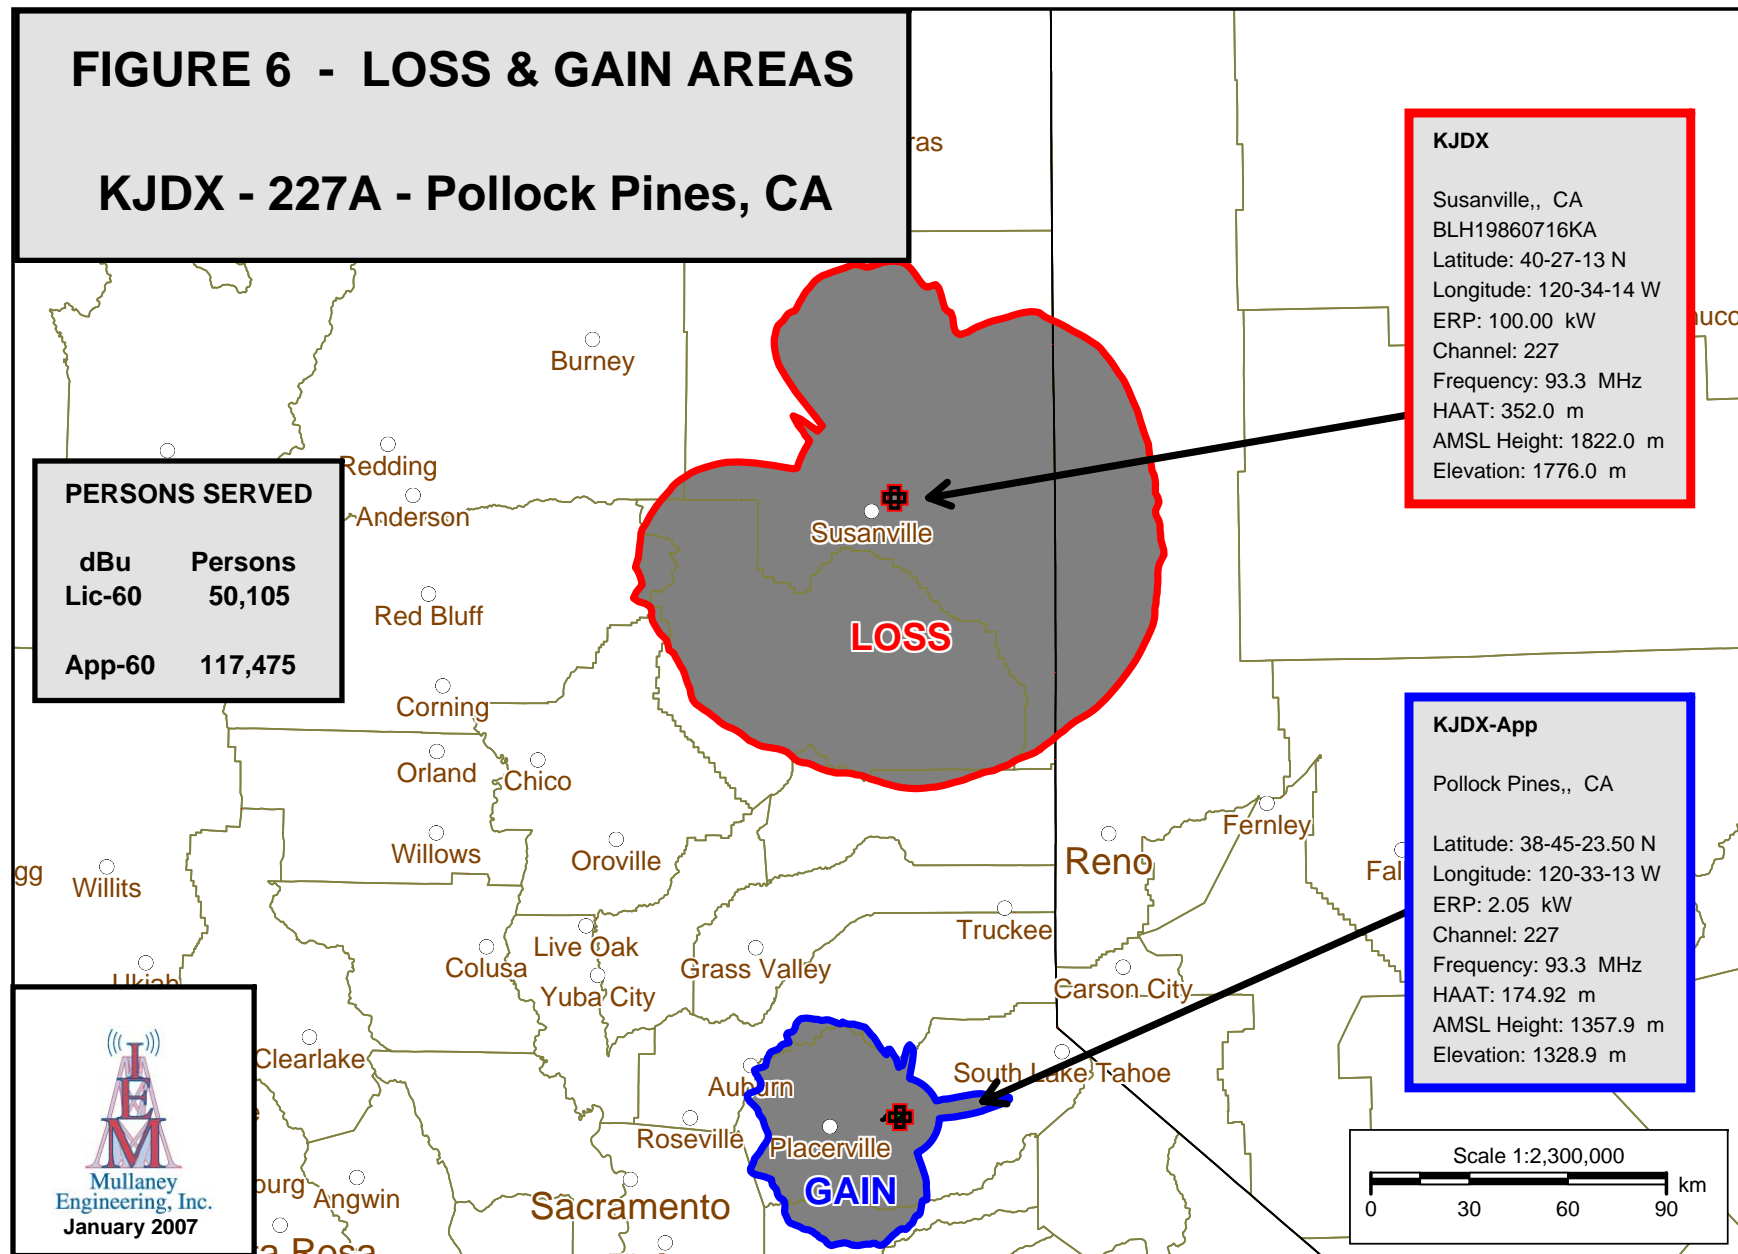 FIGURE 6 - LOSS & GAIN AREAS
KJDX - 227A - Pollock Pines, CA
ras
KJDX
Susanville,, CA
BLH19860716KA
Latitude: 40-27-13 N
Longitude: 120-34-14 W
ERP: 100.00 kW
Channel: 227
Frequency: 93.3 MHz
HAAT: 352.0 m
AMSL Height: 1822.0 m
Elevation: 1776.0 m
Burney
Redding
Anderson
PERSONS SERVED
dBu Persons
Lic-60 50,105
App-60 117,475
Susanville
Red Bluff
LOSS
Corning
Orland
Chico
KJDX-App
Pollock Pines,, CA
Latitude: 38-45-23.50 N
Longitude: 120-33-13 W
ERP: 2.05 kW
Channel: 227
Frequency: 93.3 MHz
HAAT: 174.92 m
AMSL Height: 1357.9 m
Elevation: 1328.9 m
Fernley
Reno
Fal
Willows
Oroville
gg
Willits
Truckee
Live Oak
Colusa
Grass Valley
Yuba City
Carson City
Ukiah
Clearlake
Auburn
South Lake Tahoe
Roseville
Placerville
GAIN
Angwin
Sacramento
ourg
a Rosa
IEM
Mullaney
Engineering, Inc.
January 2007
Scale 1:2,300,000
km
0 30 60 90